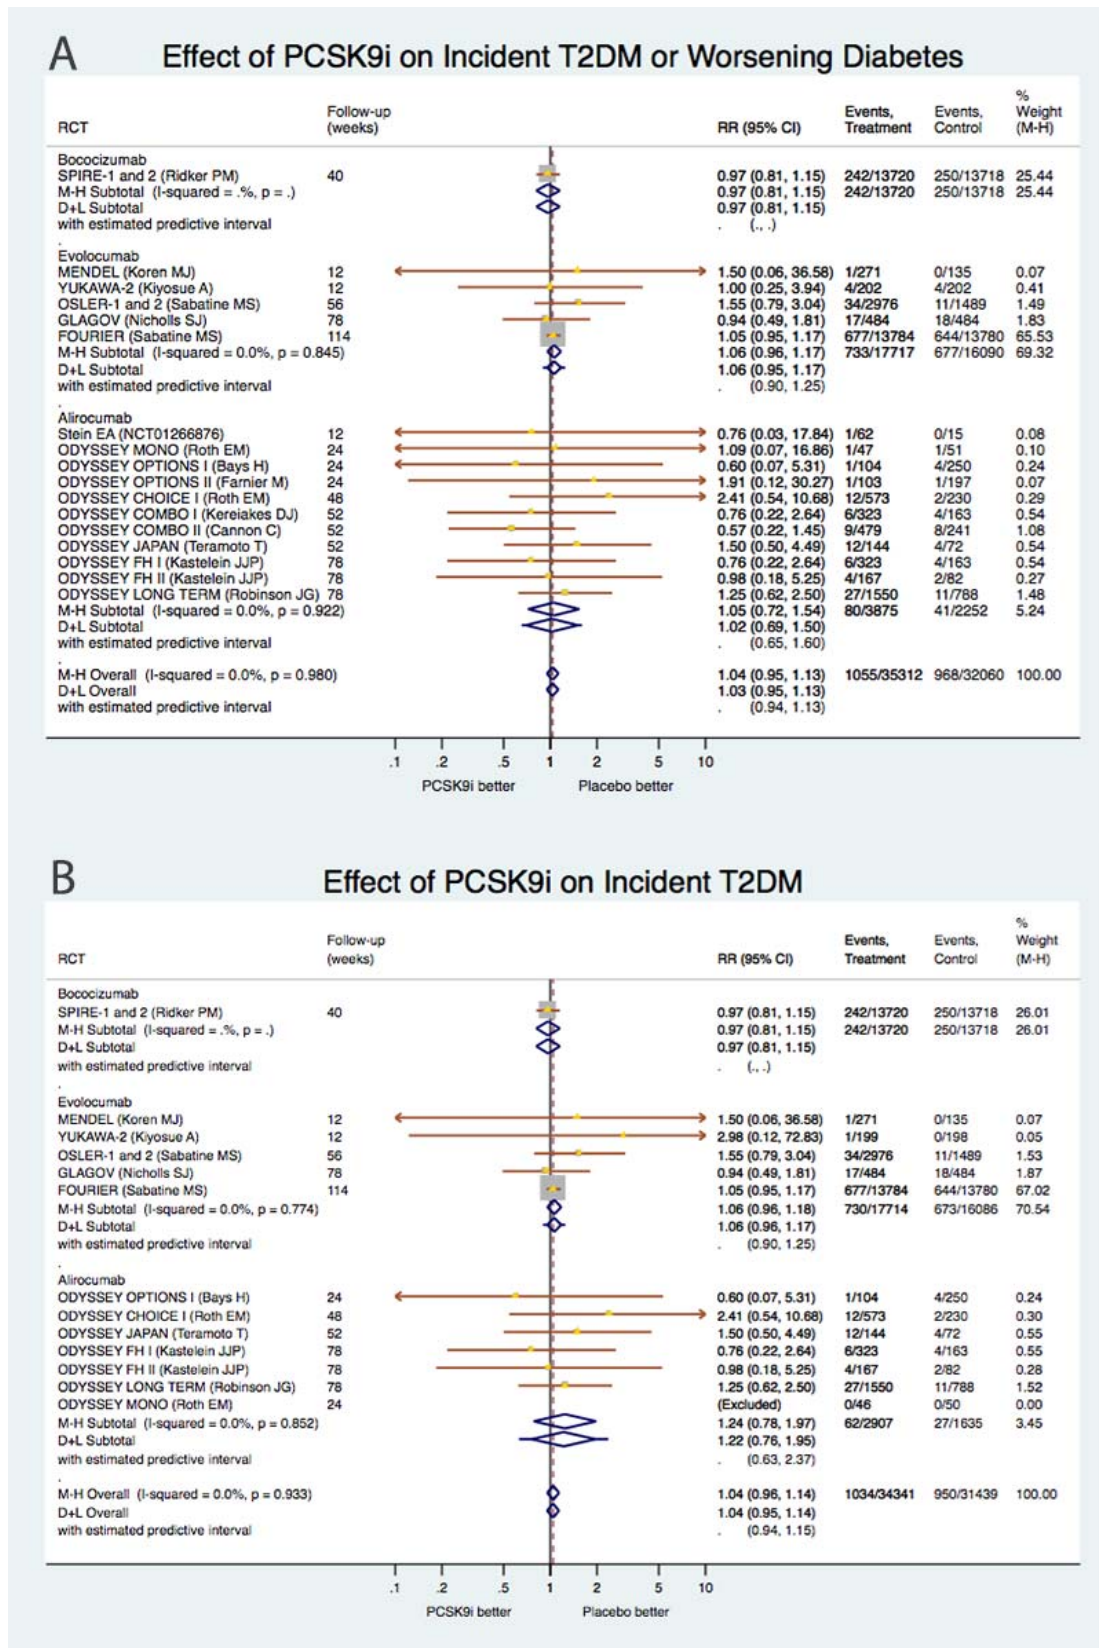 A Effect of PCSK9i on Incident T2DM or Worsening Diabetes
RCT Follow-up (weeks) RR (95% CI) Events, Treatment Events, Control % Weight (M-H)
Bococizumab
SPIRE-1 and 2 (Ridker PM) 40 0.97 (0.81, 1.15) 242/13720 250/13718 25.44
M-H Subtotal (I-squared = .%, p = .) 0.97 (0.81, 1.15) 242/13720 250/13718 25.44
D+L Subtotal 0.97 (0.81, 1.15)
with estimated predictive interval . (., .)
.
Evolocumab
MENDEL (Koren MJ) 12 1.50 (0.06, 36.58) 1/271 0/135 0.07
YUKAWA-2 (Kiyosue A) 12 1.00 (0.25, 3.94) 4/202 4/202 0.41
OSLER-1 and 2 (Sabatine MS) 56 1.55 (0.79, 3.04) 34/2976 11/1489 1.49
GLAGOV (Nicholls SJ) 78 0.94 (0.49, 1.81) 17/484 18/484 1.83
FOURIER (Sabatine MS) 114 1.05 (0.95, 1.17) 677/13784 644/13780 65.53
M-H Subtotal (I-squared = 0.0%, p = 0.845) 1.06 (0.96, 1.17) 733/17717 677/16090 69.32
D+L Subtotal 1.06 (0.95, 1.17)
with estimated predictive interval . (0.90, 1.25)
.
Alirocumab
Stein EA (NCT01266876) 12 0.76 (0.03, 17.84) 1/62 0/15 0.08
ODYSSEY MONO (Roth EM) 24 1.09 (0.07, 16.86) 1/47 1/51 0.10
ODYSSEY OPTIONS I (Bays H) 24 0.60 (0.07, 5.31) 1/104 4/250 0.24
ODYSSEY OPTIONS II (Farnier M) 24 1.91 (0.12, 30.27) 1/103 1/197 0.07
ODYSSEY CHOICE I (Roth EM) 48 2.41 (0.54, 10.68) 12/573 2/230 0.29
ODYSSEY COMBO I (Kereiakes DJ) 52 0.76 (0.22, 2.64) 6/323 4/163 0.54
ODYSSEY COMBO II (Cannon C) 52 0.57 (0.22, 1.45) 9/479 8/241 1.08
ODYSSEY JAPAN (Teramoto T) 52 1.50 (0.50, 4.49) 12/144 4/72 0.54
ODYSSEY FH I (Kastelein JJP) 78 0.76 (0.22, 2.64) 6/323 4/163 0.54
ODYSSEY FH II (Kastelein JJP) 78 0.98 (0.18, 5.25) 4/167 2/82 0.27
ODYSSEY LONG TERM (Robinson JG) 78 1.25 (0.62, 2.50) 27/1550 11/788 1.48
M-H Subtotal (I-squared = 0.0%, p = 0.922) 1.05 (0.72, 1.54) 80/3875 41/2252 5.24
D+L Subtotal 1.02 (0.69, 1.50)
with estimated predictive interval . (0.65, 1.60)
.
M-H Overall (I-squared = 0.0%, p = 0.980) 1.04 (0.95, 1.13) 1055/35312 968/32060 100.00
D+L Overall 1.03 (0.95, 1.13)
with estimated predictive interval . (0.94, 1.13)
.1 .2 .5 1 2 5 10
PCSK9i better Placebo better
B Effect of PCSK9i on Incident T2DM
RCT Follow-up (weeks) RR (95% CI) Events, Treatment Events, Control % Weight (M-H)
Bococizumab
SPIRE-1 and 2 (Ridker PM) 40 0.97 (0.81, 1.15) 242/13720 250/13718 26.01
M-H Subtotal (I-squared = .%, p = .) 0.97 (0.81, 1.15) 242/13720 250/13718 26.01
D+L Subtotal 0.97 (0.81, 1.15)
with estimated predictive interval . (., .)
.
Evolocumab
MENDEL (Koren MJ) 12 1.50 (0.06, 36.58) 1/271 0/135 0.07
YUKAWA-2 (Kiyosue A) 12 2.98 (0.12, 72.83) 1/199 0/198 0.05
OSLER-1 and 2 (Sabatine MS) 56 1.55 (0.79, 3.04) 34/2976 11/1489 1.53
GLAGOV (Nicholls SJ) 78 0.94 (0.49, 1.81) 17/484 18/484 1.87
FOURIER (Sabatine MS) 114 1.05 (0.95, 1.17) 677/13784 644/13780 67.02
M-H Subtotal (I-squared = 0.0%, p = 0.774) 1.06 (0.96, 1.18) 730/17714 673/16086 70.54
D+L Subtotal 1.06 (0.96, 1.17)
with estimated predictive interval . (0.90, 1.25)
.
Alirocumab
ODYSSEY OPTIONS I (Bays H) 24 0.60 (0.07, 5.31) 1/104 4/250 0.24
ODYSSEY CHOICE I (Roth EM) 48 2.41 (0.54, 10.68) 12/573 2/230 0.30
ODYSSEY JAPAN (Teramoto T) 52 1.50 (0.50, 4.49) 12/144 4/72 0.55
ODYSSEY FH I (Kastelein JJP) 78 0.76 (0.22, 2.64) 6/323 4/163 0.55
ODYSSEY FH II (Kastelein JJP) 78 0.98 (0.18, 5.25) 4/167 2/82 0.28
ODYSSEY LONG TERM (Robinson JG) 78 1.25 (0.62, 2.50) 27/1550 11/788 1.52
ODYSSEY MONO (Roth EM) 24 (Excluded) 0/46 0/50 0.00
M-H Subtotal (I-squared = 0.0%, p = 0.852) 1.24 (0.78, 1.97) 62/2907 27/1635 3.45
D+L Subtotal 1.22 (0.76, 1.95)
with estimated predictive interval . (0.63, 2.37)
.
M-H Overall (I-squared = 0.0%, p = 0.933) 1.04 (0.96, 1.14) 1034/34341 950/31439 100.00
D+L Overall 1.04 (0.95, 1.14)
with estimated predictive interval . (0.94, 1.15)
.1 .2 .5 1 2 5 10
PCSK9i better Placebo better